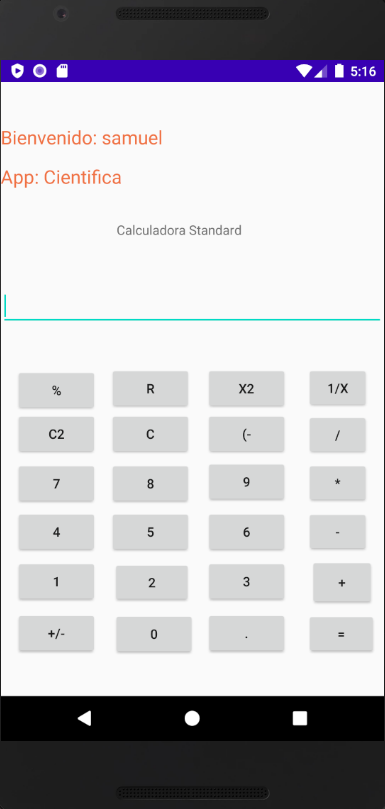 5:16
Bienvenido: samuel
App: Cientifica
Calculadora Standard
% R X2 1/X
C2 C (- /
7 8 9 *
4 5 6 -
1 2 3 +
+/- 0 . =